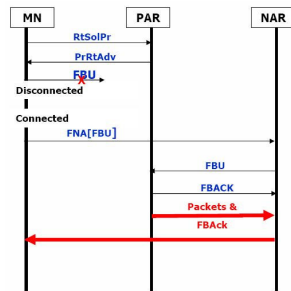 MN PAR NAR
RtSolPr
PrRtAdv
FBU
Disconnected
Connected
FNA[FBU]
FBU
FBACK
Packets &
FBAck